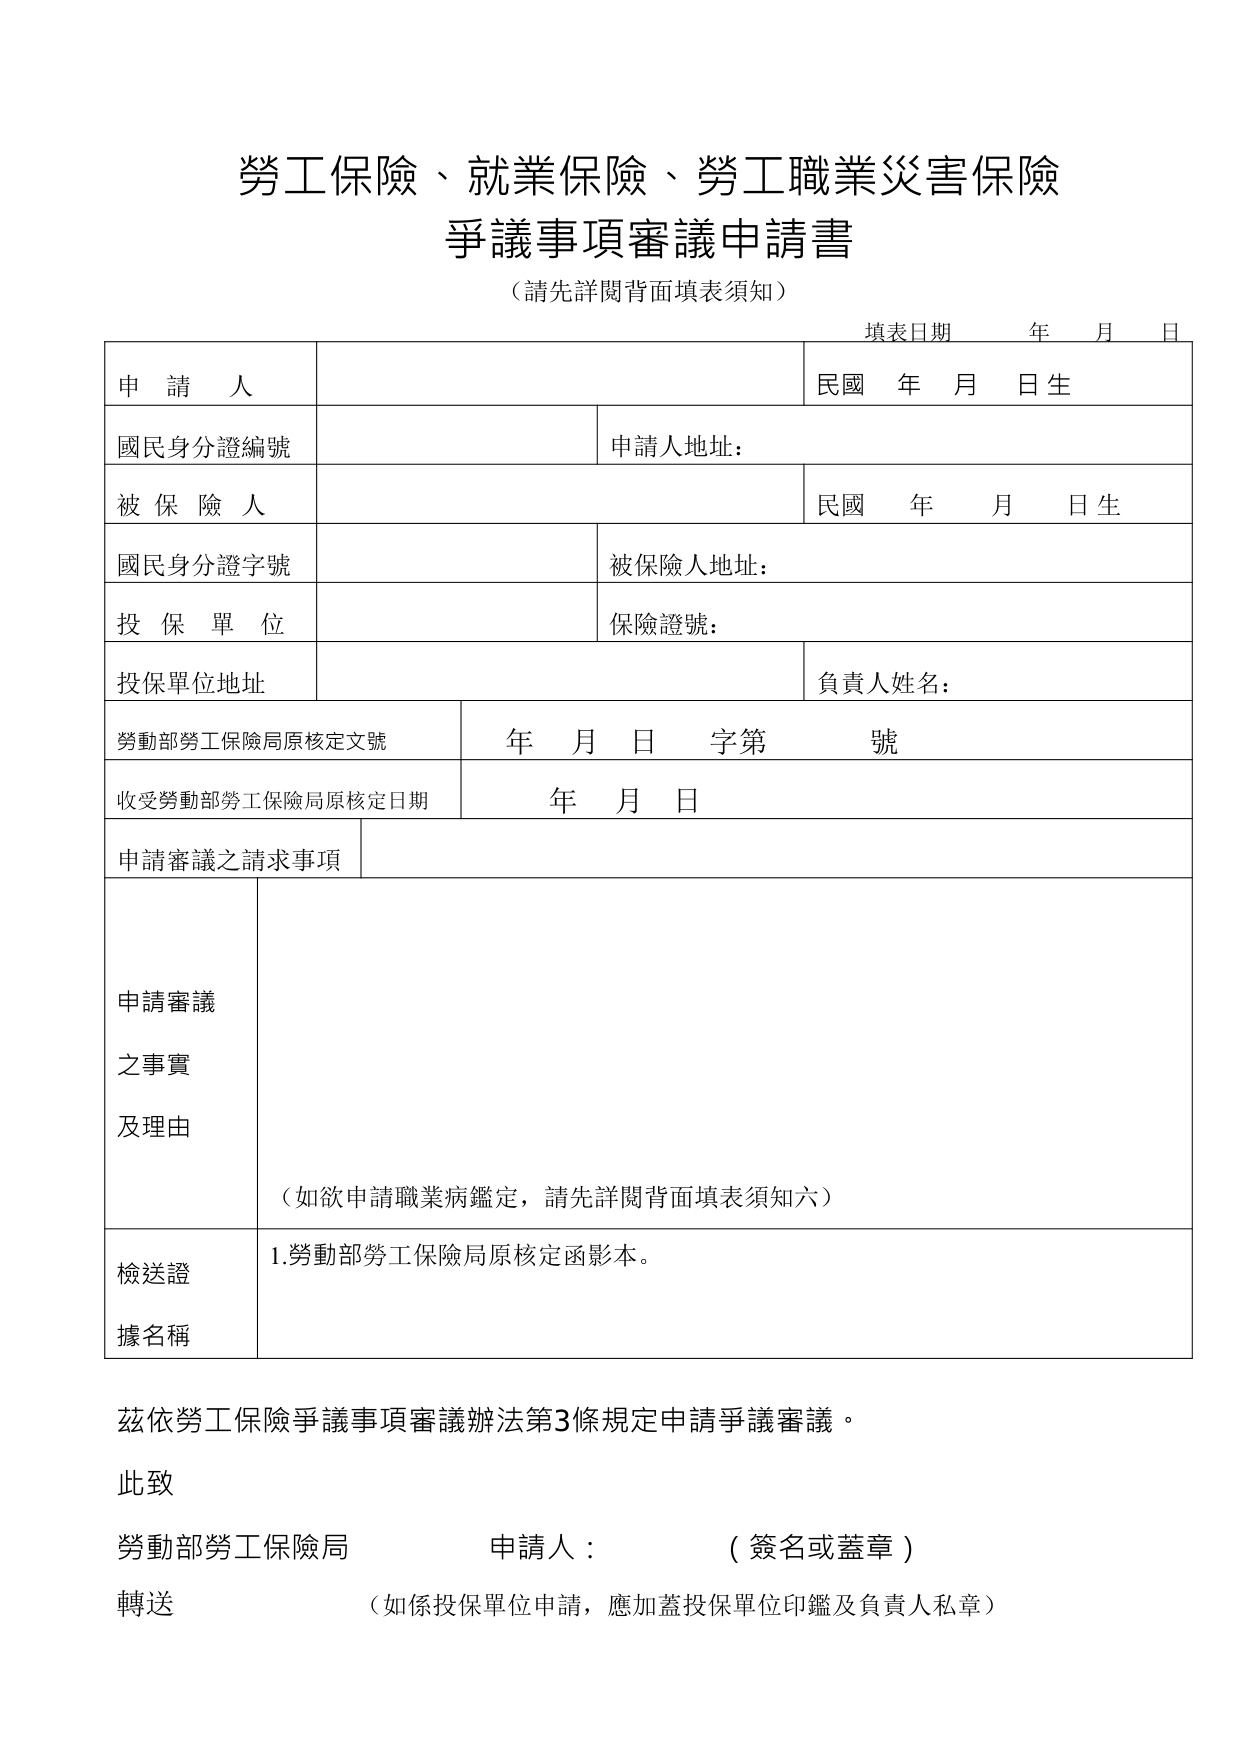 勞工保險、就業保險、勞工職業災害保險
爭議事項審議申請書
（請先詳閱背面填表須知）
填表日期 年 月 日
申 請 人 民國 年 月 日生
國民身分證編號 申請人地址：
被 保 險 人 民國 年 月 日生
國民身分證字號 被保險人地址：
投 保 單 位 保險證號：
投保單位地址 負責人姓名：
勞動部勞工保險局原核定文號 年 月 日 字第 號
收受勞動部勞工保險局原核定日期 年 月 日
申請審議之請求事項
申請審議
之事實
及理由
（如欲申請職業病鑑定，請先詳閱背面填表須知六）
1.勞動部勞工保險局原核定函影本。
檢送證
據名稱
茲依勞工保險爭議事項審議辦法第3條規定申請爭議審議。
此致
勞動部勞工保險局 申請人： （簽名或蓋章）
轉送 （如係投保單位申請，應加蓋投保單位印鑑及負責人私章）